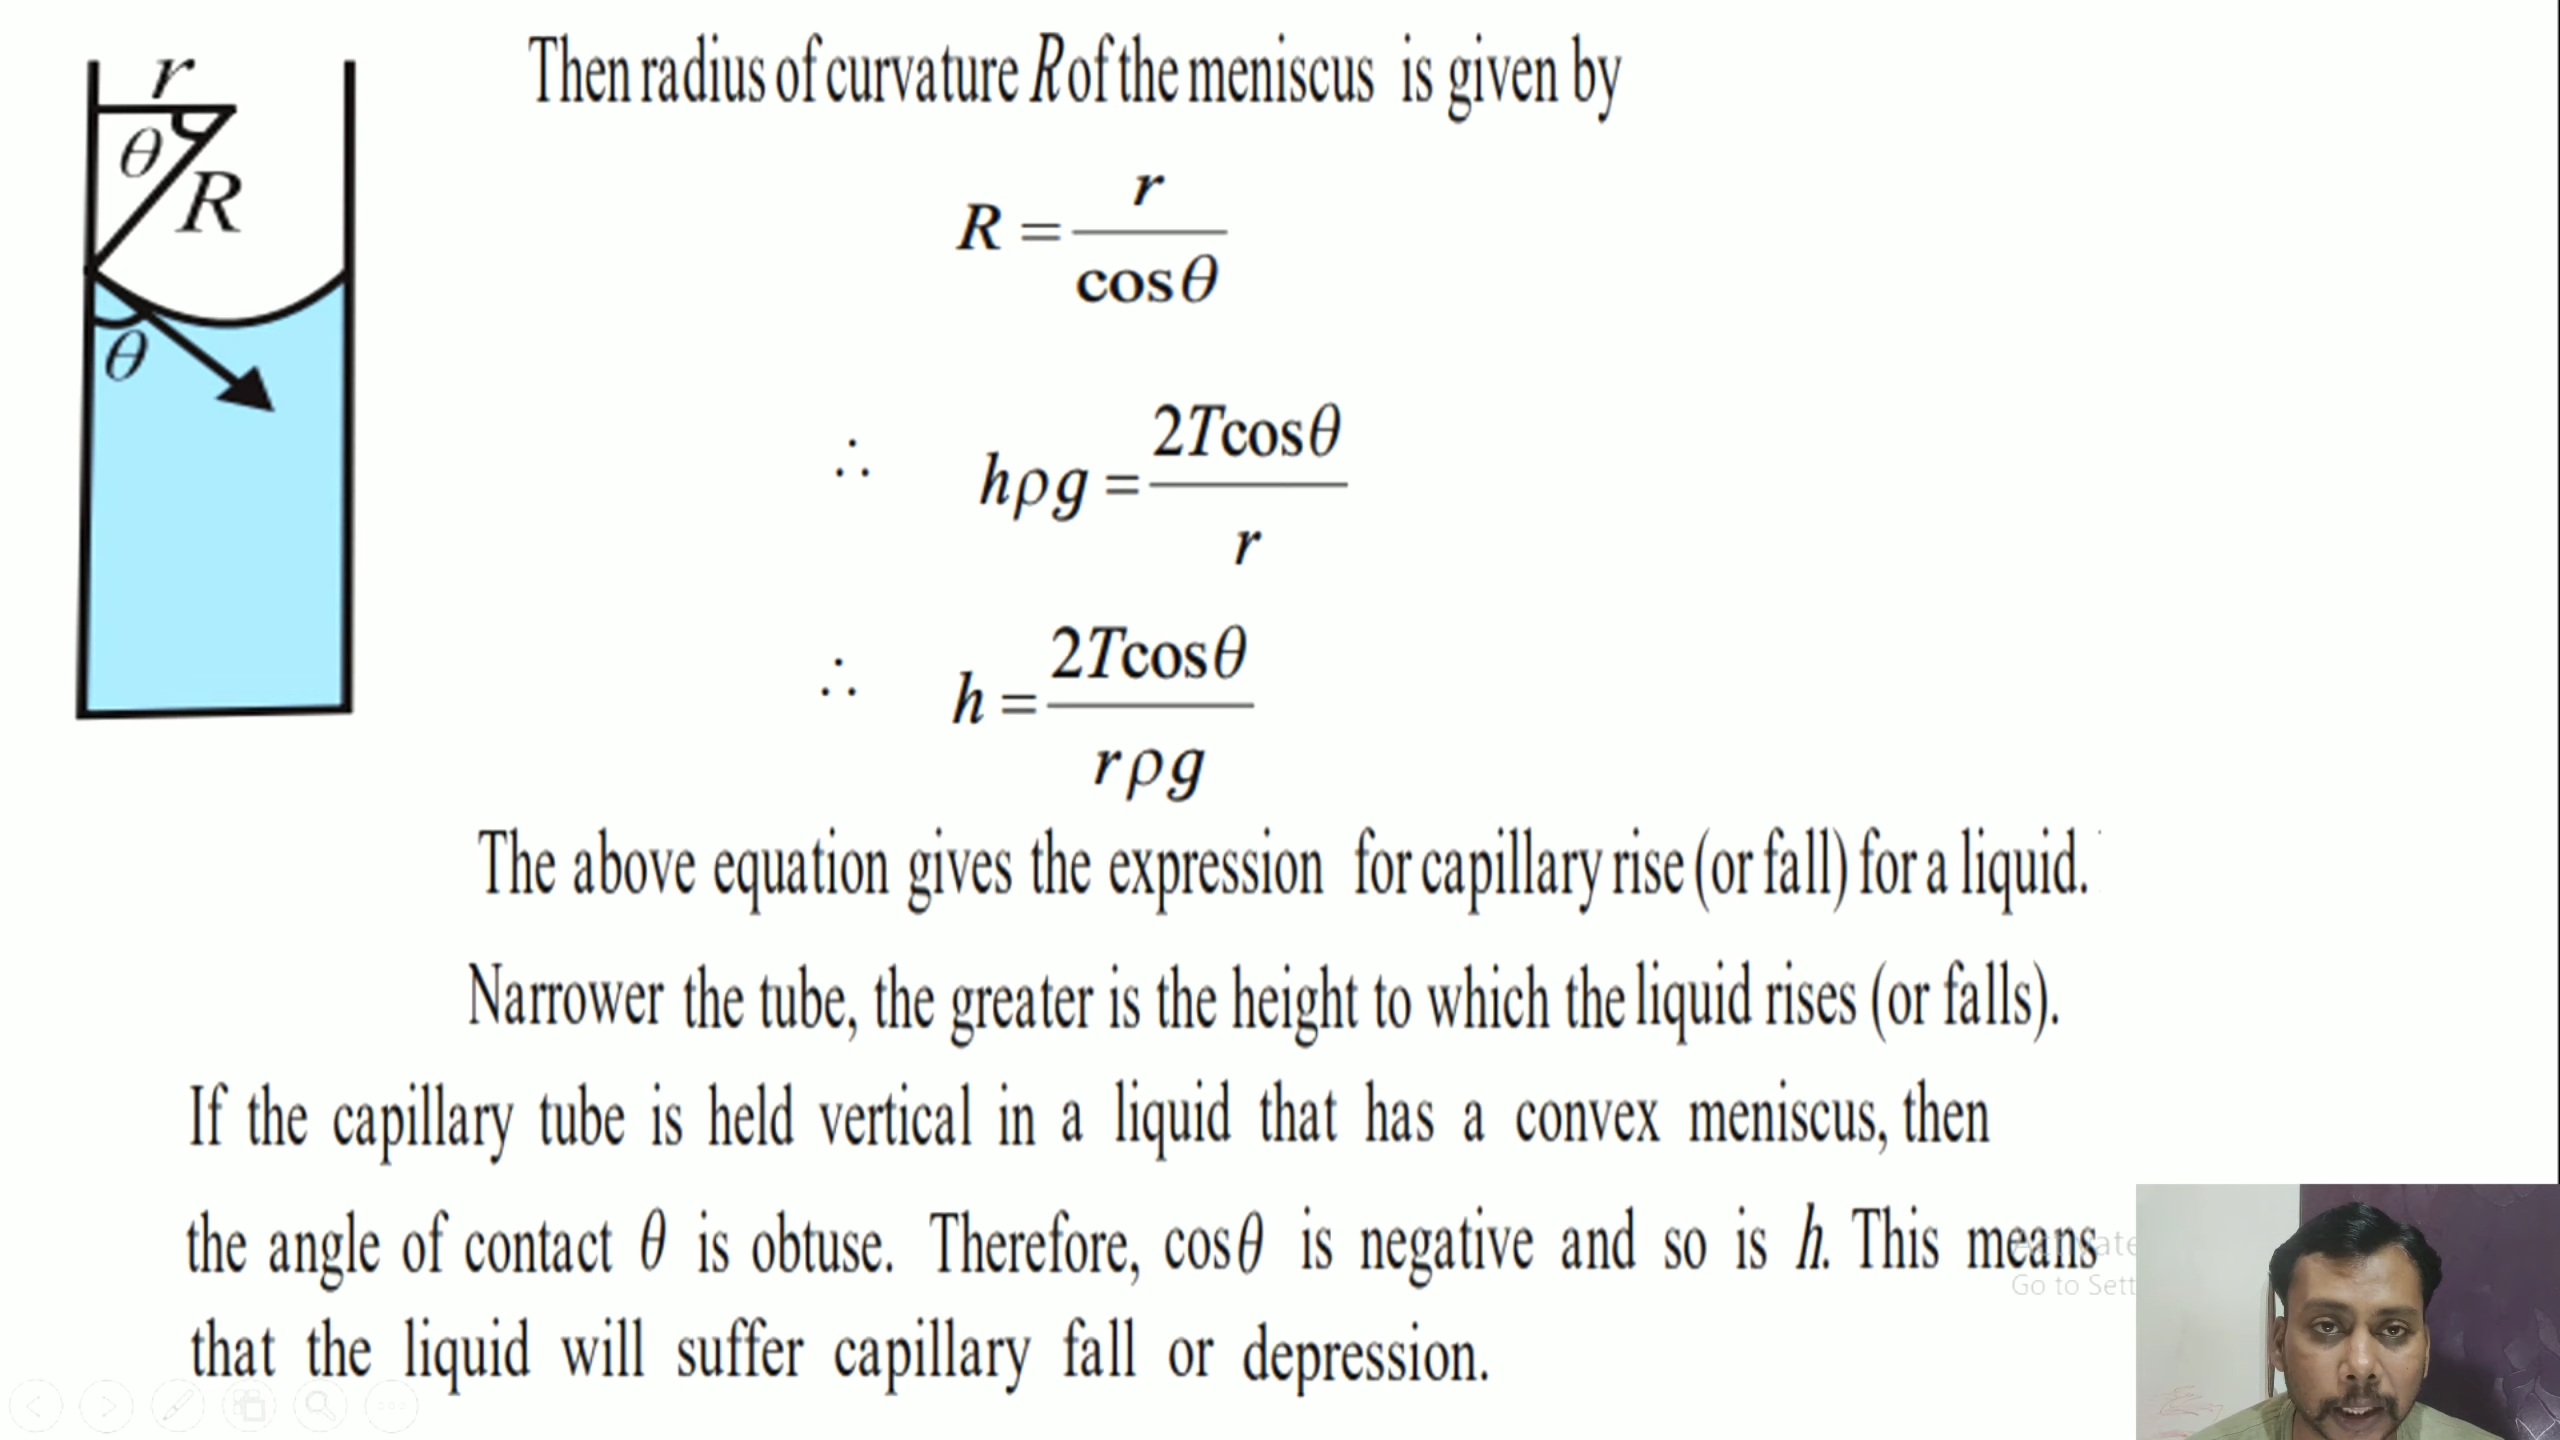 Then radius of curvature R of the meniscus is given by
r
θ
R
θ
R = r / cosθ
∴ hρg = 2Tcosθ / r
∴ h = 2Tcosθ / rρg
The above equation gives the expression for capillary rise (or fall) for a liquid.
Narrower the tube, the greater is the height to which the liquid rises (or falls).
If the capillary tube is held vertical in a liquid that has a convex meniscus, then
the angle of contact θ is obtuse. Therefore, cosθ is negative and so is h. This means
that the liquid will suffer capillary fall or depression.
Activate
Go to Sett